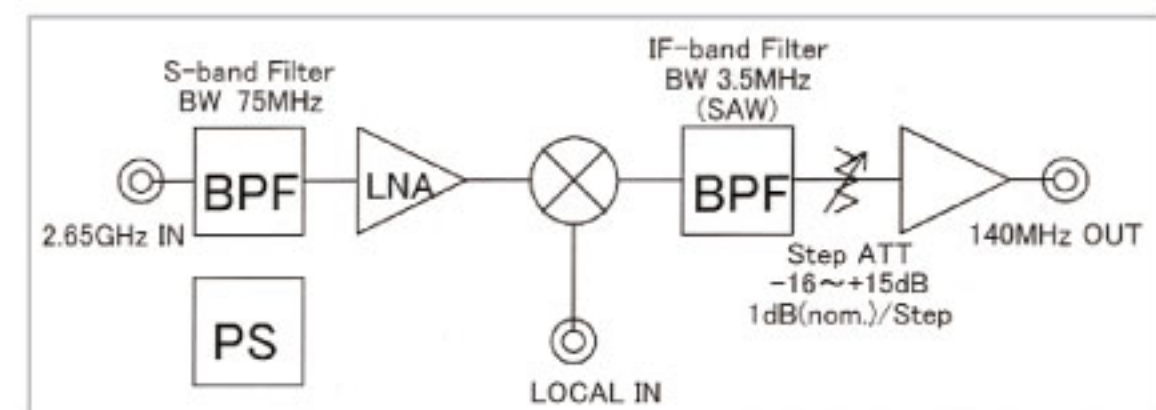 S-band Filter
BW 75MHz
IF-band Filter
BW 3.5MHz
(SAW)
BPF
LNA
BPF
2.65GHz IN
140MHz OUT
Step ATT
-16～+15dB
1dB(nom.)/Step
PS
LOCAL IN